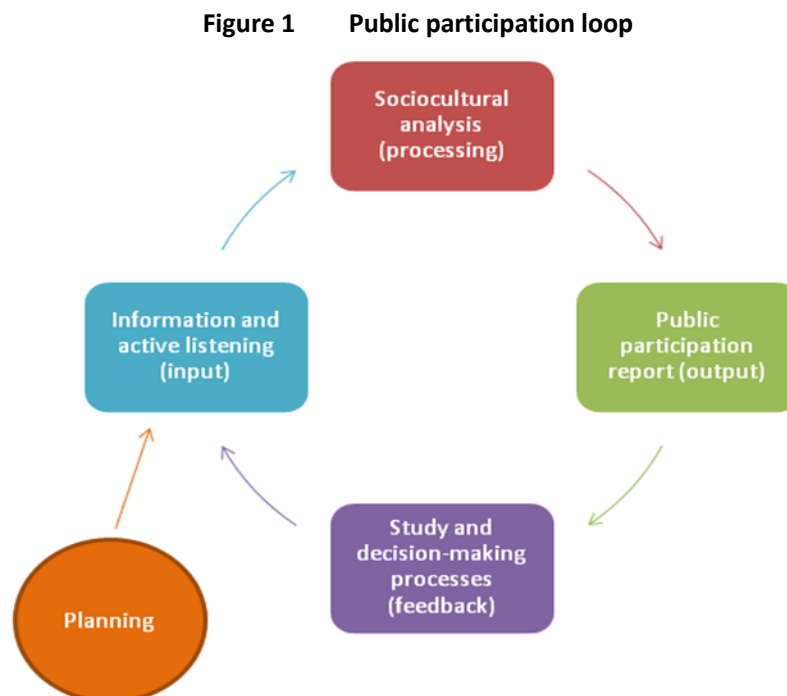 Figure 1 Public participation loop
Sociocultural
analysis
(processing)
Information and
active listening
(input)
Public
participation
report (output)
Study and
decision-making
processes
(feedback)
Planning